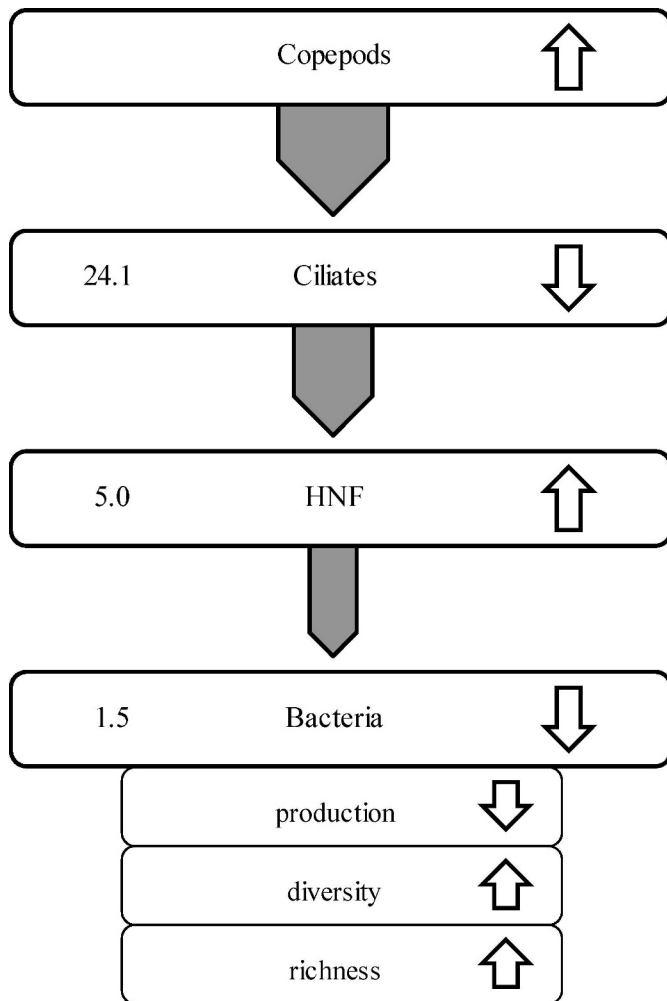 Copepods
24.1 Ciliates
5.0 HNF
1.5 Bacteria
production
diversity
richness